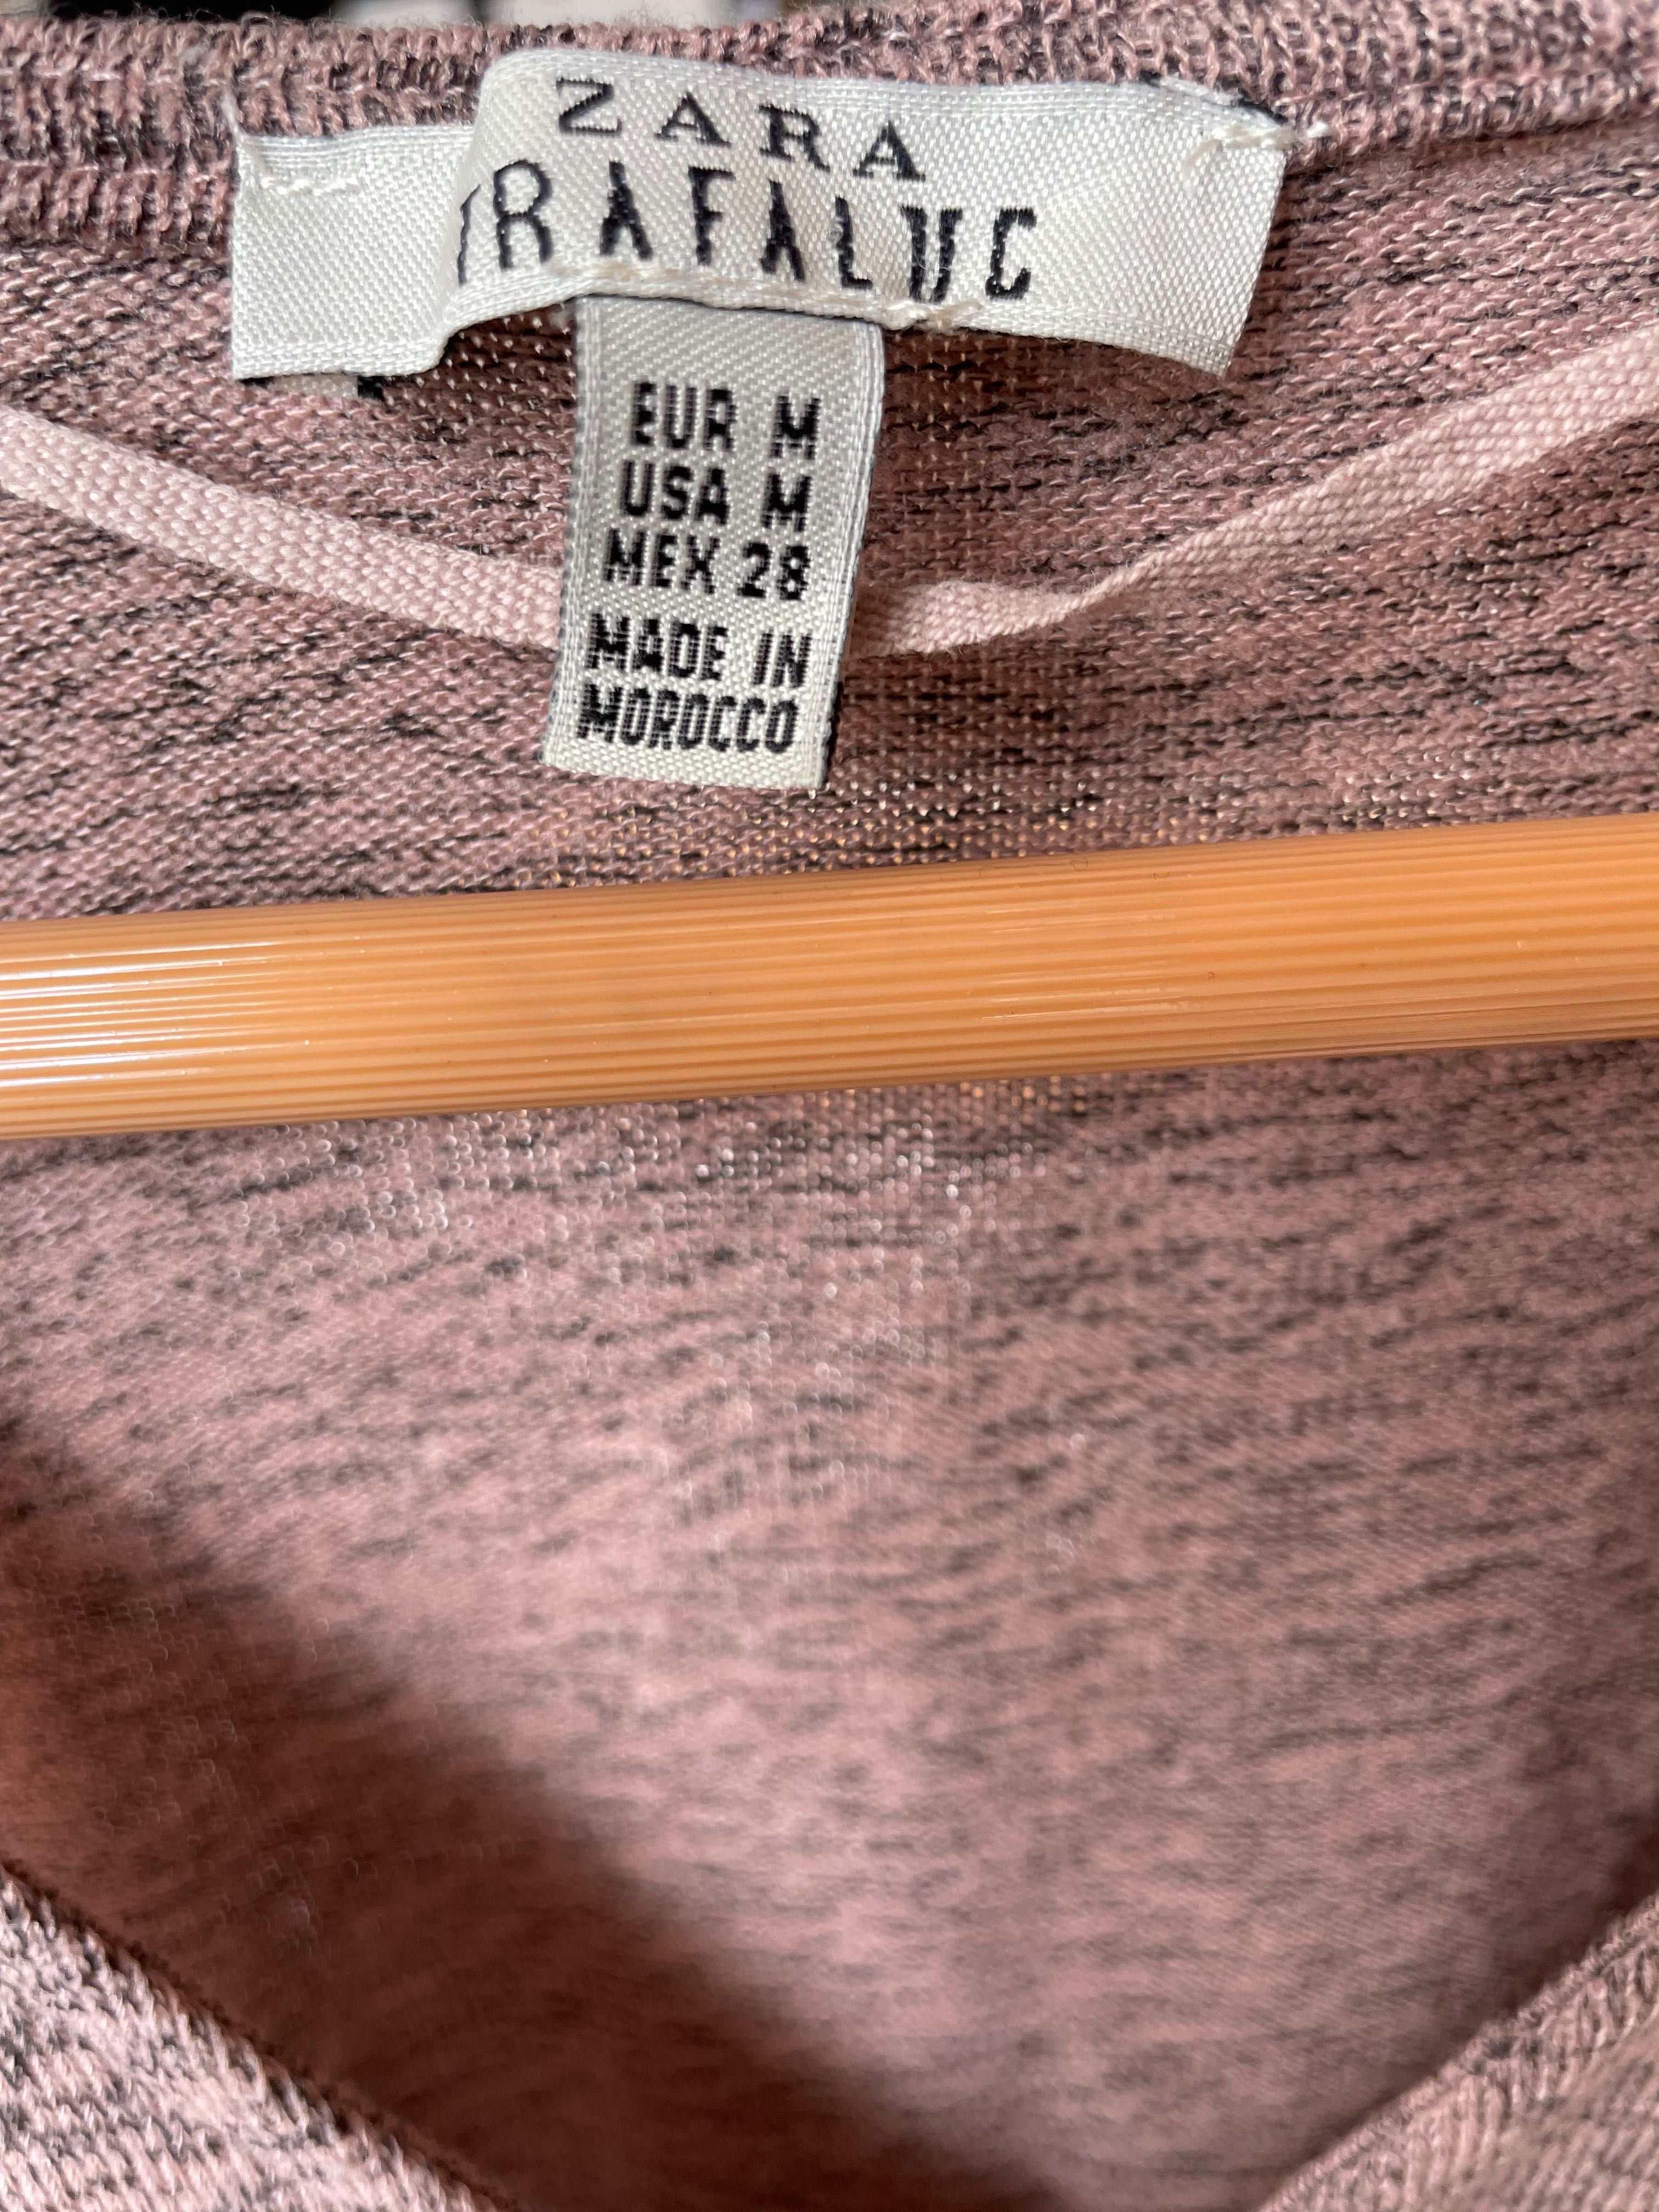 ZARA
TRAFALUC
EUR M
USA M
MEX 28
MADE IN
MOROCCO